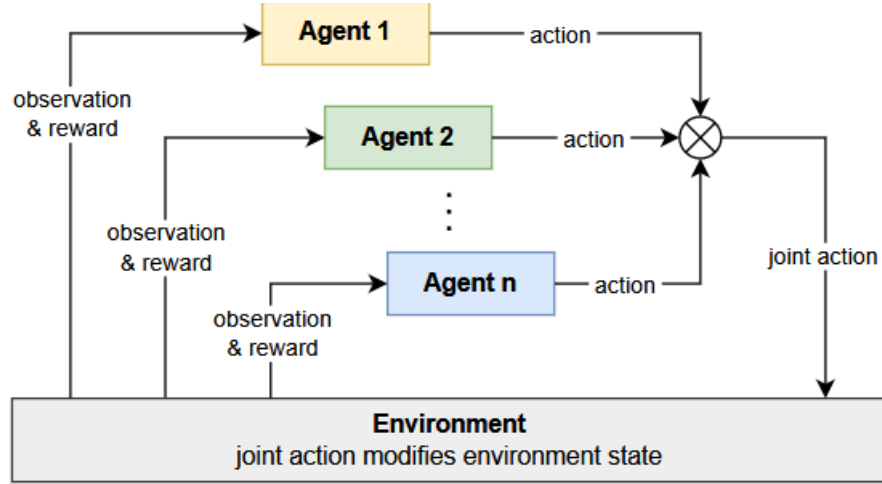 Agent 1
action
observation
& reward
Agent 2
action
observation
& reward
Agent n
action
joint action
observation
& reward
Environment
joint action modifies environment state